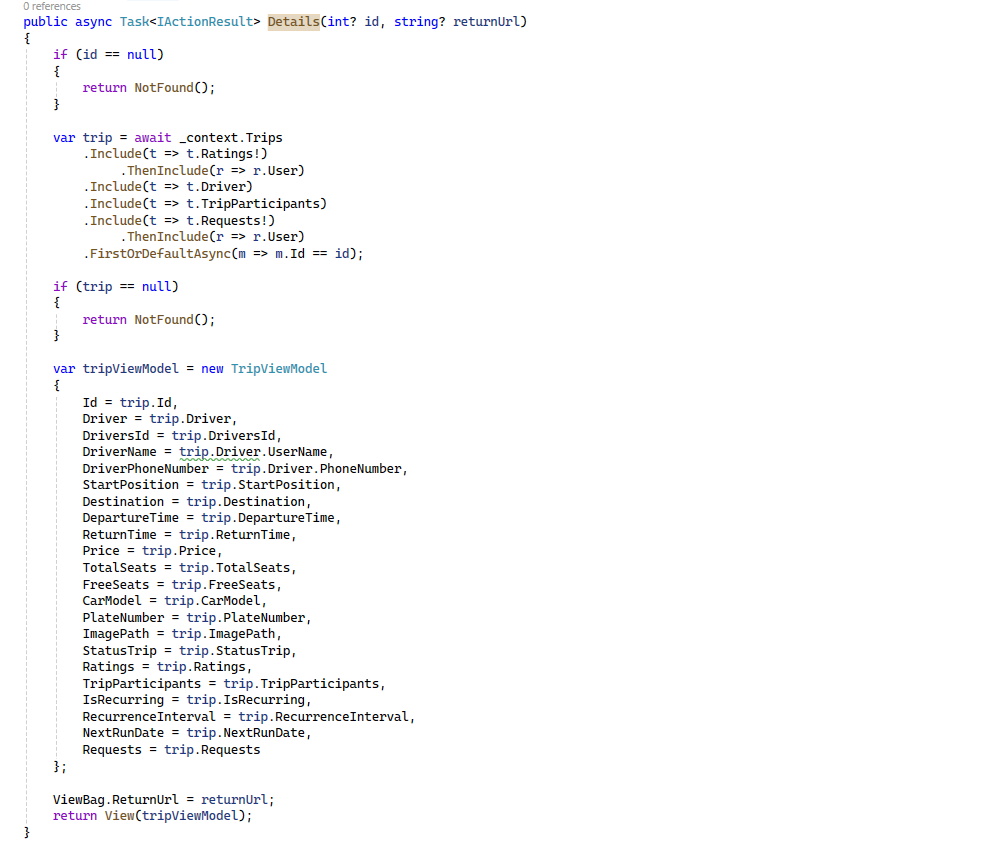 0 references
public async Task<IActionResult> Details(int? id, string? returnUrl)
{
    if (id == null)
    {
        return NotFound();
    }

    var trip = await _context.Trips
        .Include(t => t.Ratings!)
             .ThenInclude(r => r.User)
        .Include(t => t.Driver)
        .Include(t => t.TripParticipants)
        .Include(t => t.Requests!)
             .ThenInclude(r => r.User)
        .FirstOrDefaultAsync(m => m.Id == id);

    if (trip == null)
    {
        return NotFound();
    }

    var tripViewModel = new TripViewModel
    {
        Id = trip.Id,
        Driver = trip.Driver,
        DriversId = trip.DriversId,
        DriverName = trip.Driver.UserName,
        DriverPhoneNumber = trip.Driver.PhoneNumber,
        StartPosition = trip.StartPosition,
        Destination = trip.Destination,
        DepartureTime = trip.DepartureTime,
        ReturnTime = trip.ReturnTime,
        Price = trip.Price,
        TotalSeats = trip.TotalSeats,
        FreeSeats = trip.FreeSeats,
        CarModel = trip.CarModel,
        PlateNumber = trip.PlateNumber,
        ImagePath = trip.ImagePath,
        StatusTrip = trip.StatusTrip,
        Ratings = trip.Ratings,
        TripParticipants = trip.TripParticipants,
        IsRecurring = trip.IsRecurring,
        RecurrenceInterval = trip.RecurrenceInterval,
        NextRunDate = trip.NextRunDate,
        Requests = trip.Requests
    };

    ViewBag.ReturnUrl = returnUrl;
    return View(tripViewModel);
}